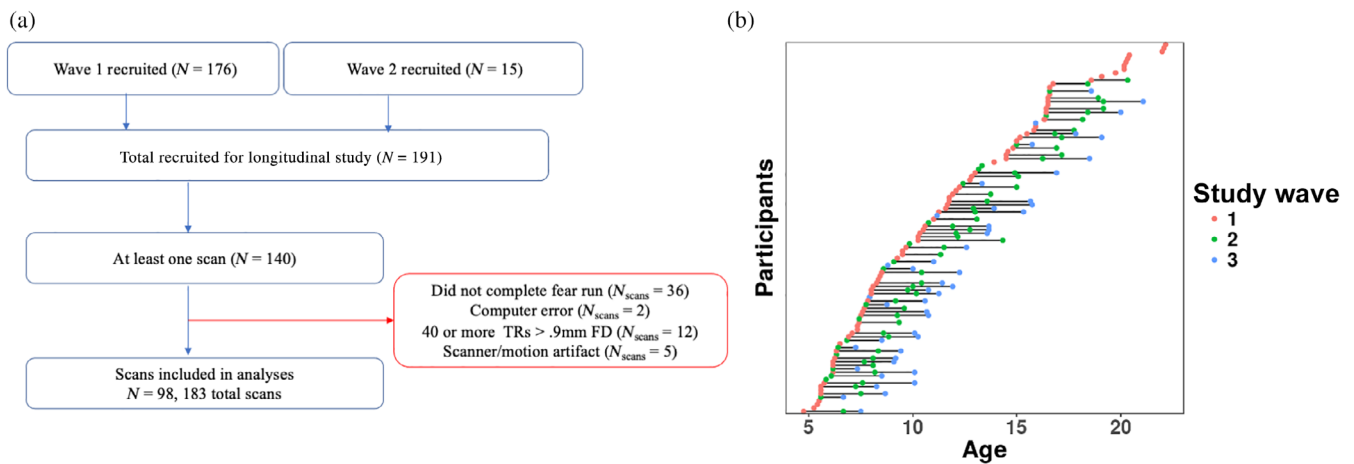 (a)
Wave 1 recruited (N = 176)
Wave 2 recruited (N = 15)
Total recruited for longitudinal study (N = 191)
At least one scan (N = 140)
Did not complete fear run (Nscans = 36)
Computer error (Nscans = 2)
40 or more TRs > .9mm FD (Nscans = 12)
Scanner/motion artifact (Nscans = 5)
Scans included in analyses
N = 98, 183 total scans
(b)
Participants
5 10 15 20
Age
Study wave
1
2
3